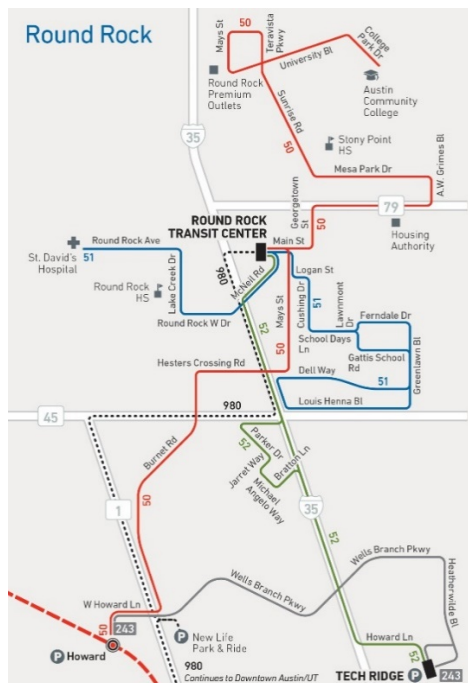 Round Rock
Mays St
50
Teravista
Pkwy
College
Park Dr
University Bl
Round Rock
Premium
Outlets
Austin
Community
College
35
Sunrise Rd
50
Stony Point
HS
Mesa Park Dr
A.W. Grimes Bl
Georgetown
St
50
79
ROUND ROCK
TRANSIT CENTER
Main St
Housing
Authority
St. David's
Hospital
Round Rock Ave
51
Lake Creek Dr
980
McNeil Rd
Logan St
Round Rock
HS
52
Mays St
Cushing Dr
51
Lawnmont
Dr
Ferndale Dr
Round Rock W Dr
School Days
Ln
Gattis School
Rd
Greenlawn Bl
50
Hesters Crossing Rd
Dell Way
51
Louis Henna Bl
980
45
Burnet Rd
52
Parker Dr
Jarret Way
Bratton Ln
Michael
Angelo Way
50
1
35
52
Wells Branch Pkwy
Wells Branch Pkwy
Heatherwilde Bl
W Howard Ln
50
243
P Howard
P New Life
Park & Ride
Howard Ln
52
980
Continues to Downtown Austin/UT
TECH RIDGE P
243